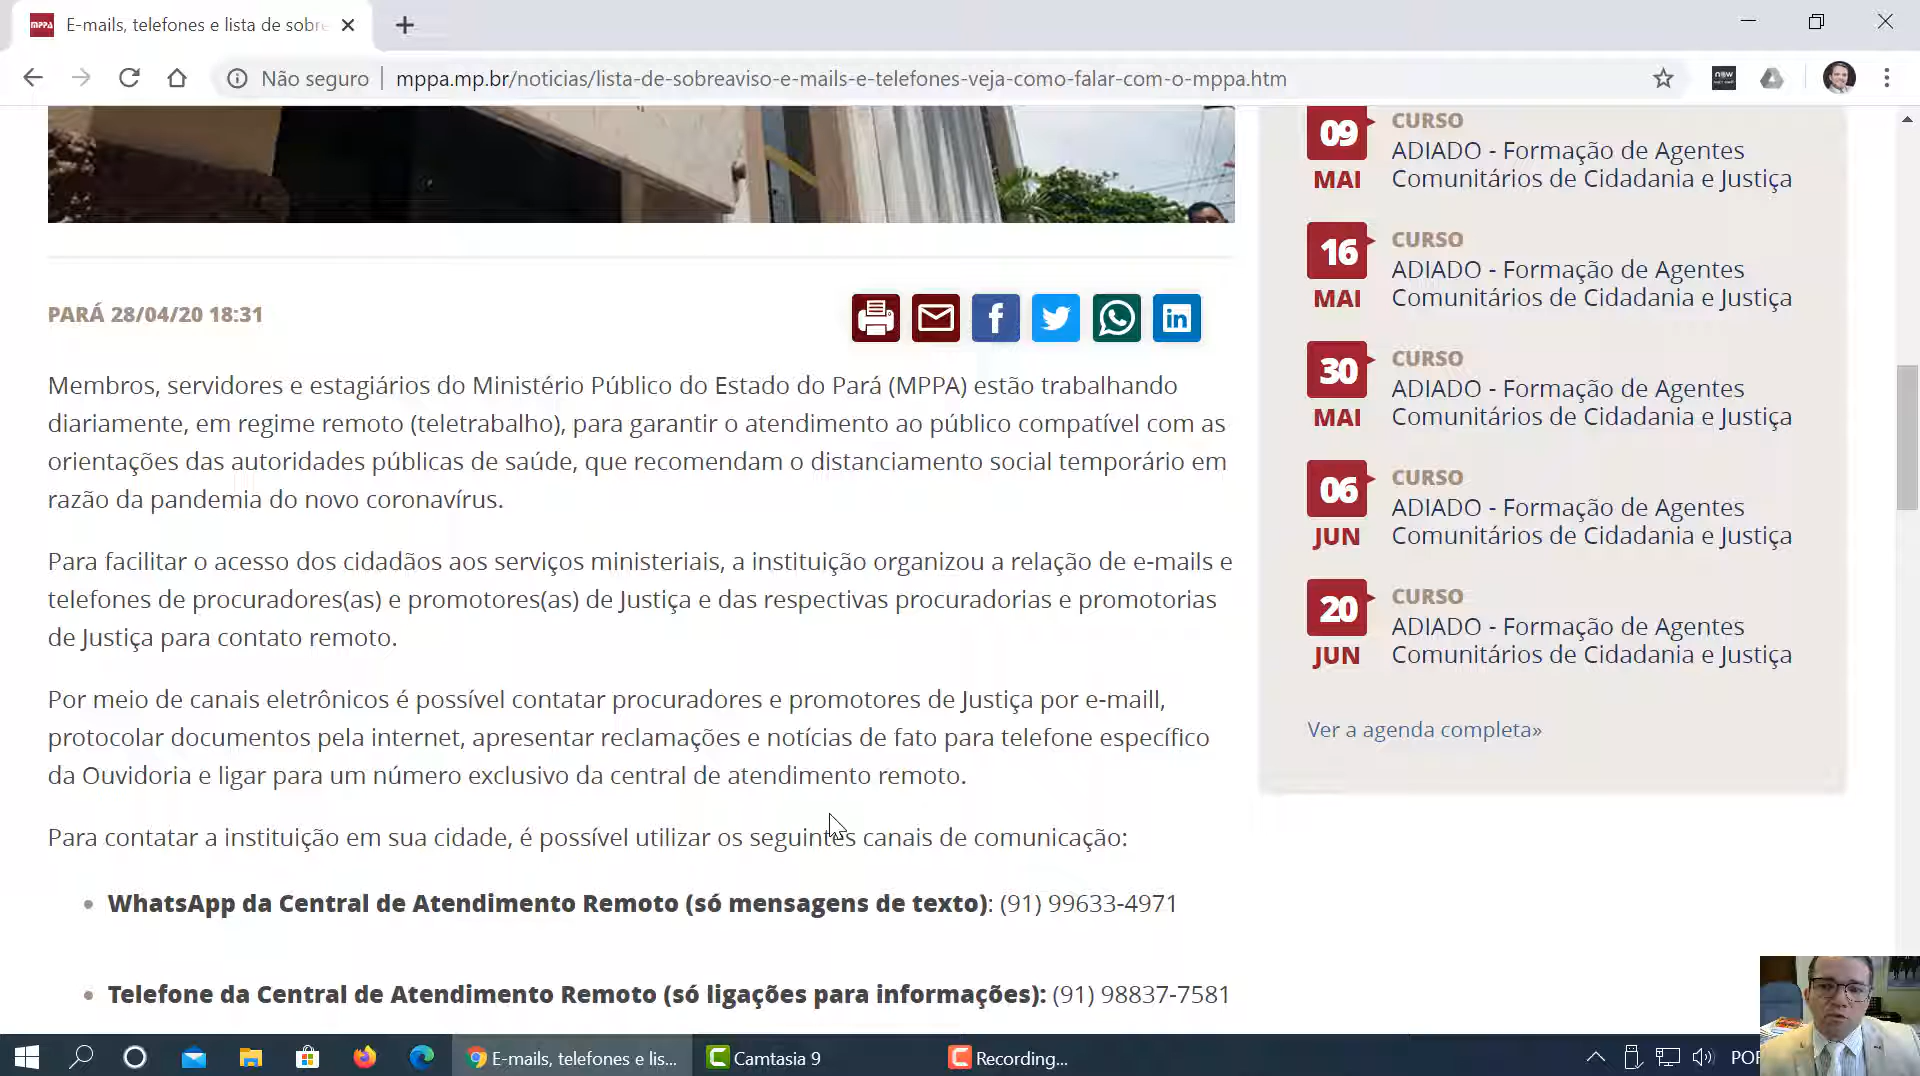 E-mails, telefones e lista de sobre
Não seguro
mppa.mp.br/noticias/lista-de-sobreaviso-e-mails-e-telefones-veja-como-falar-com-o-mppa.htm
PARÁ 28/04/20 18:31
Membros, servidores e estagiários do Ministério Público do Estado do Pará (MPPA) estão trabalhando
diariamente, em regime remoto (teletrabalho), para garantir o atendimento ao público compatível com as
orientações das autoridades públicas de saúde, que recomendam o distanciamento social temporário em
razão da pandemia do novo coronavírus.
Para facilitar o acesso dos cidadãos aos serviços ministeriais, a instituição organizou a relação de e-mails e
telefones de procuradores(as) e promotores(as) de Justiça e das respectivas procuradorias e promotorias
de Justiça para contato remoto.
Por meio de canais eletrônicos é possível contatar procuradores e promotores de Justiça por e-maill,
protocolar documentos pela internet, apresentar reclamações e notícias de fato para telefone específico
da Ouvidoria e ligar para um número exclusivo da central de atendimento remoto.
Para contatar a instituição em sua cidade, é possível utilizar os seguintes canais de comunicação:
WhatsApp da Central de Atendimento Remoto (só mensagens de texto): (91) 99633-4971
Telefone da Central de Atendimento Remoto (só ligações para informações): (91) 98837-7581
09
MAI
CURSO
ADIADO - Formação de Agentes
Comunitários de Cidadania e Justiça
16
MAI
CURSO
ADIADO - Formação de Agentes
Comunitários de Cidadania e Justiça
30
MAI
CURSO
ADIADO - Formação de Agentes
Comunitários de Cidadania e Justiça
06
JUN
CURSO
ADIADO - Formação de Agentes
Comunitários de Cidadania e Justiça
20
JUN
CURSO
ADIADO - Formação de Agentes
Comunitários de Cidadania e Justiça
Ver a agenda completa»
E-mails, telefones e lis...
Camtasia 9
Recording...